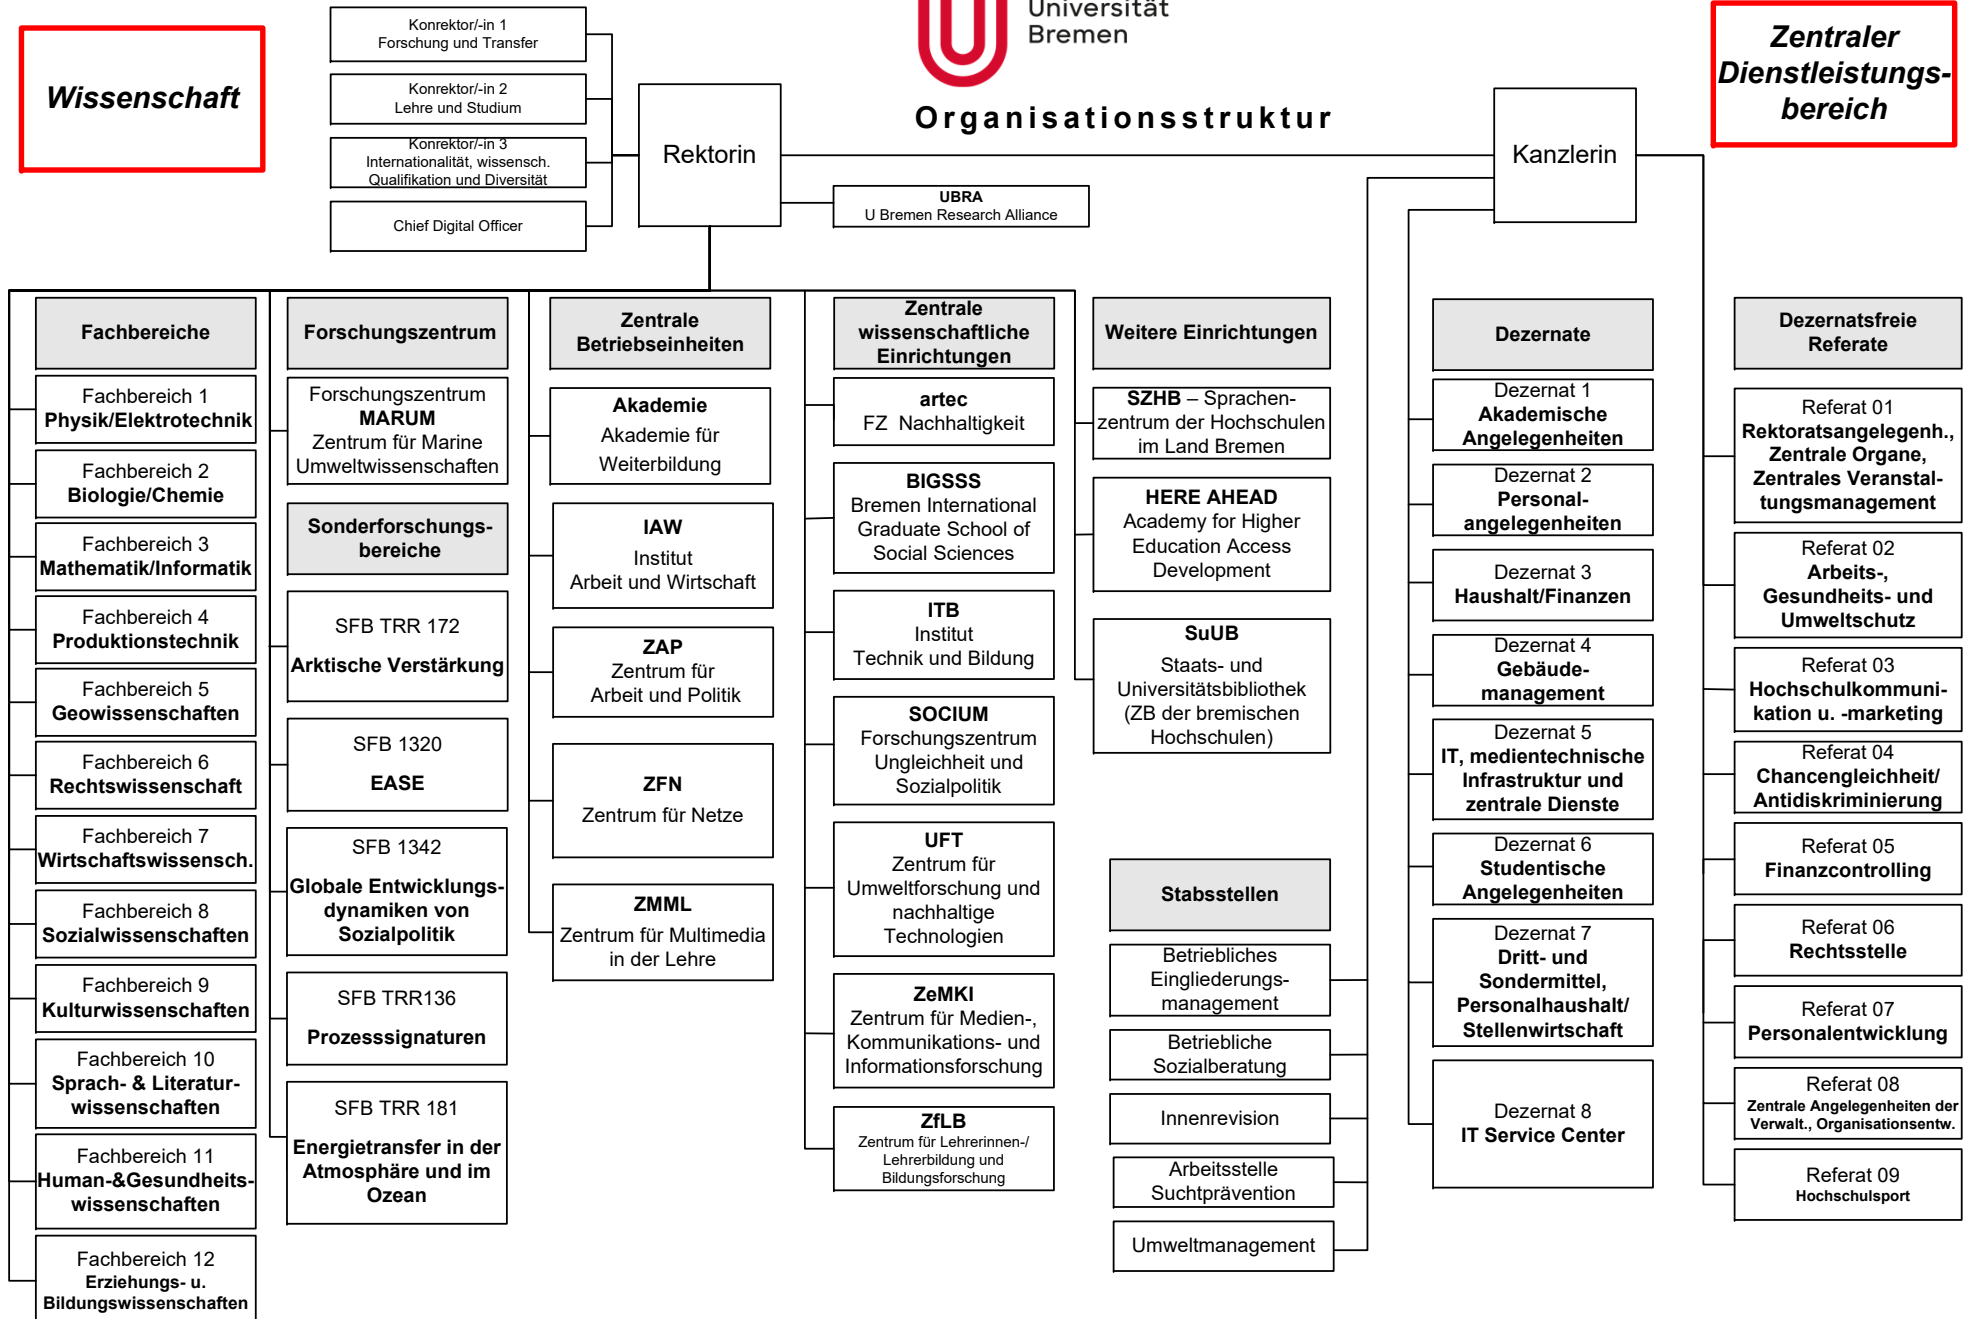 Universität
Bremen
Organisationsstruktur
Wissenschaft
Zentraler
Dienstleistungs-
bereich
Konrektor/-in 1
Forschung und Transfer
Konrektor/-in 2
Lehre und Studium
Konrektor/-in 3
Internationalität, wissensch.
Qualifikation und Diversität
Chief Digital Officer
Rektorin
Kanzlerin
UBRA
U Bremen Research Alliance
Fachbereiche
Fachbereich 1
Physik/Elektrotechnik
Fachbereich 2
Biologie/Chemie
Fachbereich 3
Mathematik/Informatik
Fachbereich 4
Produktionstechnik
Fachbereich 5
Geowissenschaften
Fachbereich 6
Rechtswissenschaft
Fachbereich 7
Wirtschaftswissensch.
Fachbereich 8
Sozialwissenschaften
Fachbereich 9
Kulturwissenschaften
Fachbereich 10
Sprach- & Literatur-
wissenschaften
Fachbereich 11
Human-&Gesundheits-
wissenschaften
Fachbereich 12
Erziehungs- u.
Bildungswissenschaften
Forschungszentrum
Forschungszentrum
MARUM
Zentrum für Marine
Umweltwissenschaften
Sonderforschungs-
bereiche
SFB TRR 172
Arktische Verstärkung
SFB 1320
EASE
SFB 1342
Globale Entwicklungs-
dynamiken von
Sozialpolitik
SFB TRR136
Prozesssignaturen
SFB TRR 181
Energietransfer in der
Atmosphäre und im
Ozean
Zentrale
Betriebseinheiten
Akademie
Akademie für
Weiterbildung
IAW
Institut
Arbeit und Wirtschaft
ZAP
Zentrum für
Arbeit und Politik
ZFN
Zentrum für Netze
ZMML
Zentrum für Multimedia
in der Lehre
Zentrale
wissenschaftliche
Einrichtungen
artec
FZ Nachhaltigkeit
BIGSSS
Bremen International
Graduate School of
Social Sciences
ITB
Institut
Technik und Bildung
SOCIUM
Forschungszentrum
Ungleichheit und
Sozialpolitik
UFT
Zentrum für
Umweltforschung und
nachhaltige
Technologien
ZeMKI
Zentrum für Medien-,
Kommunikations- und
Informationsforschung
ZfLB
Zentrum für Lehrerinnen-/
Lehrerbildung und
Bildungsforschung
Weitere Einrichtungen
SZHB – Sprachen-
zentrum der Hochschulen
im Land Bremen
HERE AHEAD
Academy for Higher
Education Access
Development
SuUB
Staats- und
Universitätsbibliothek
(ZB der bremischen
Hochschulen)
Stabsstellen
Betriebliches
Eingliederungs-
management
Betriebliche
Sozialberatung
Innenrevision
Arbeitsstelle
Suchtprävention
Umweltmanagement
Dezernate
Dezernat 1
Akademische
Angelegenheiten
Dezernat 2
Personal-
angelegenheiten
Dezernat 3
Haushalt/Finanzen
Dezernat 4
Gebäude-
management
Dezernat 5
IT, medientechnische
Infrastruktur und
zentrale Dienste
Dezernat 6
Studentische
Angelegenheiten
Dezernat 7
Dritt- und
Sondermittel,
Personalhaushalt/
Stellenwirtschaft
Dezernat 8
IT Service Center
Dezernatsfreie
Referate
Referat 01
Rektoratsangelegenh.,
Zentrale Organe,
Zentrales Veranstal-
tungsmanagement
Referat 02
Arbeits-,
Gesundheits- und
Umweltschutz
Referat 03
Hochschulkommuni-
kation u. -marketing
Referat 04
Chancengleichheit/
Antidiskriminierung
Referat 05
Finanzcontrolling
Referat 06
Rechtsstelle
Referat 07
Personalentwicklung
Referat 08
Zentrale Angelegenheiten der
Verwalt., Organisationsentw.
Referat 09
Hochschulsport